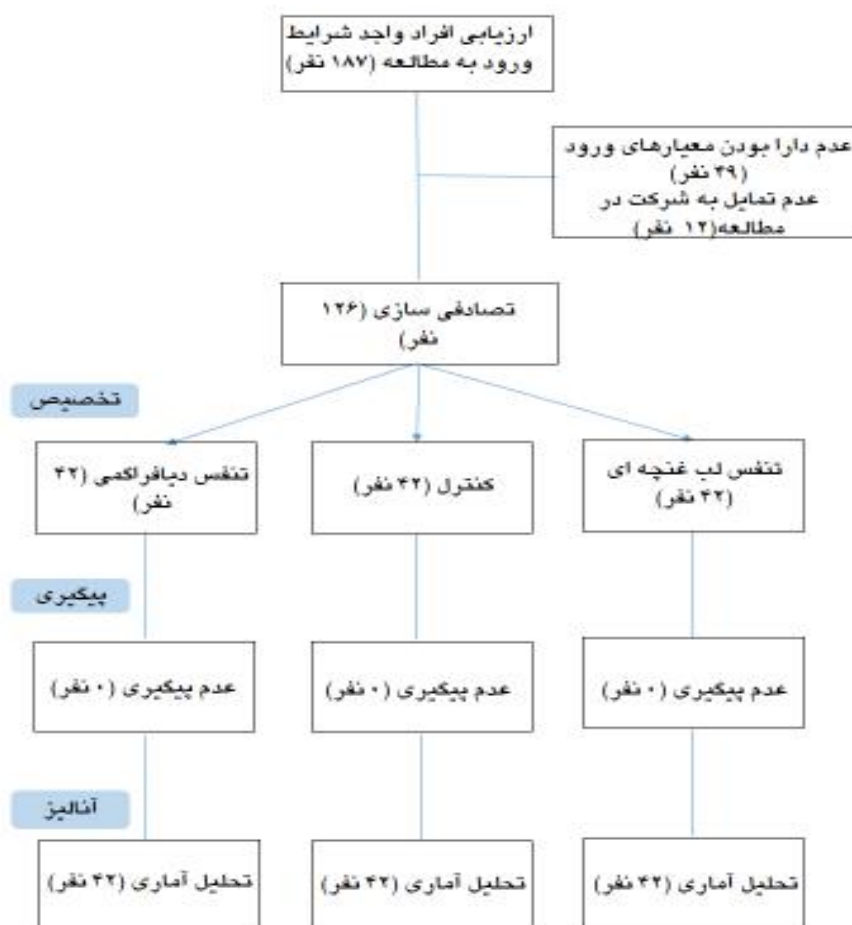 ارزیابی افراد واجد شرایط
ورود به مطالعه (۱۸۷ نفر)
عدم دارا بودن معیارهای ورود
(۴۹ نفر)
عدم تمایل به شرکت در
مطالعه(۱۲ نفر)
تصادفی سازی (۱۲۶
نفر)
تخصیص
تنفس لب غنچه ای
(۴۲ نفر)
کنترل (۴۲ نفر)
تنفس دیافراگمی (۴۲
نفر)
پیگیری
عدم پیگیری (۰ نفر)
عدم پیگیری (۰ نفر)
عدم پیگیری (۰ نفر)
آنالیز
تحلیل آماری (۴۲ نفر)
تحلیل آماری (۴۲ نفر)
تحلیل آماری (۴۲ نفر)